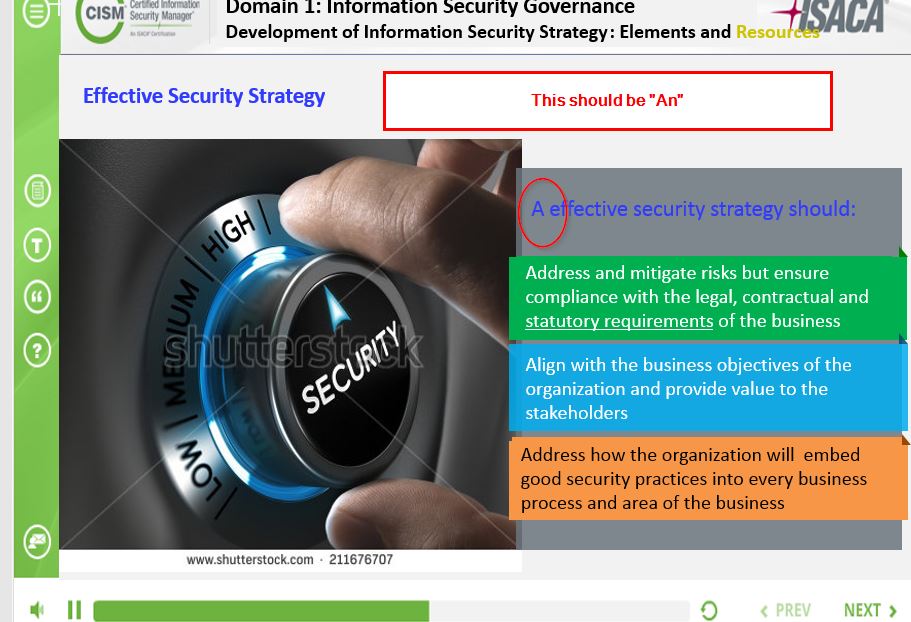 CISM
Certified Information
Security Manager®
An ISACA® Certification
Domain 1: Information Security Governance
Development of Information Security Strategy: Elements and Resources
ISACA®
Effective Security Strategy
This should be "An"
A effective security strategy should:
Address and mitigate risks but ensure
compliance with the legal, contractual and
statutory requirements of the business
Align with the business objectives of the
organization and provide value to the
stakeholders
Address how the organization will  embed
good security practices into every business
process and area of the business
HIGH
MEDIUM
LOW
SECURITY
shutterstock
www.shutterstock.com · 211676707
T
“
?
< PREV
NEXT >